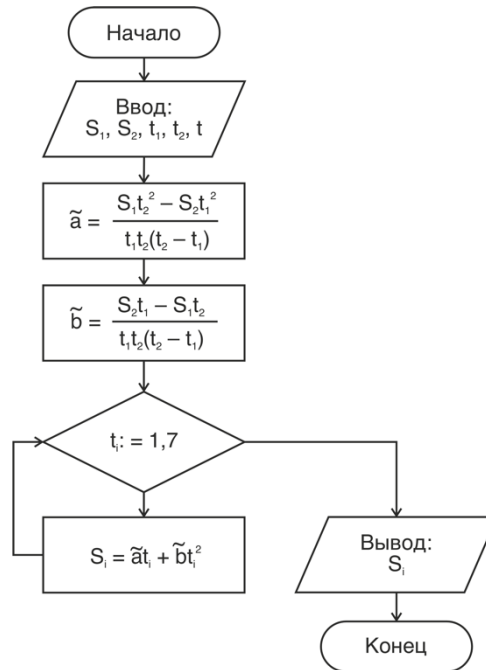 Начало
Ввод:
S₁, S₂, t₁, t₂, t
ã = (S₁t₂² – S₂t₁²) / (t₁t₂(t₂ – t₁))
b̃ = (S₂t₁ – S₁t₂) / (t₁t₂(t₂ – t₁))
tᵢ: = 1,7
Sᵢ = ãtᵢ + b̃tᵢ²
Вывод:
Sᵢ
Конец